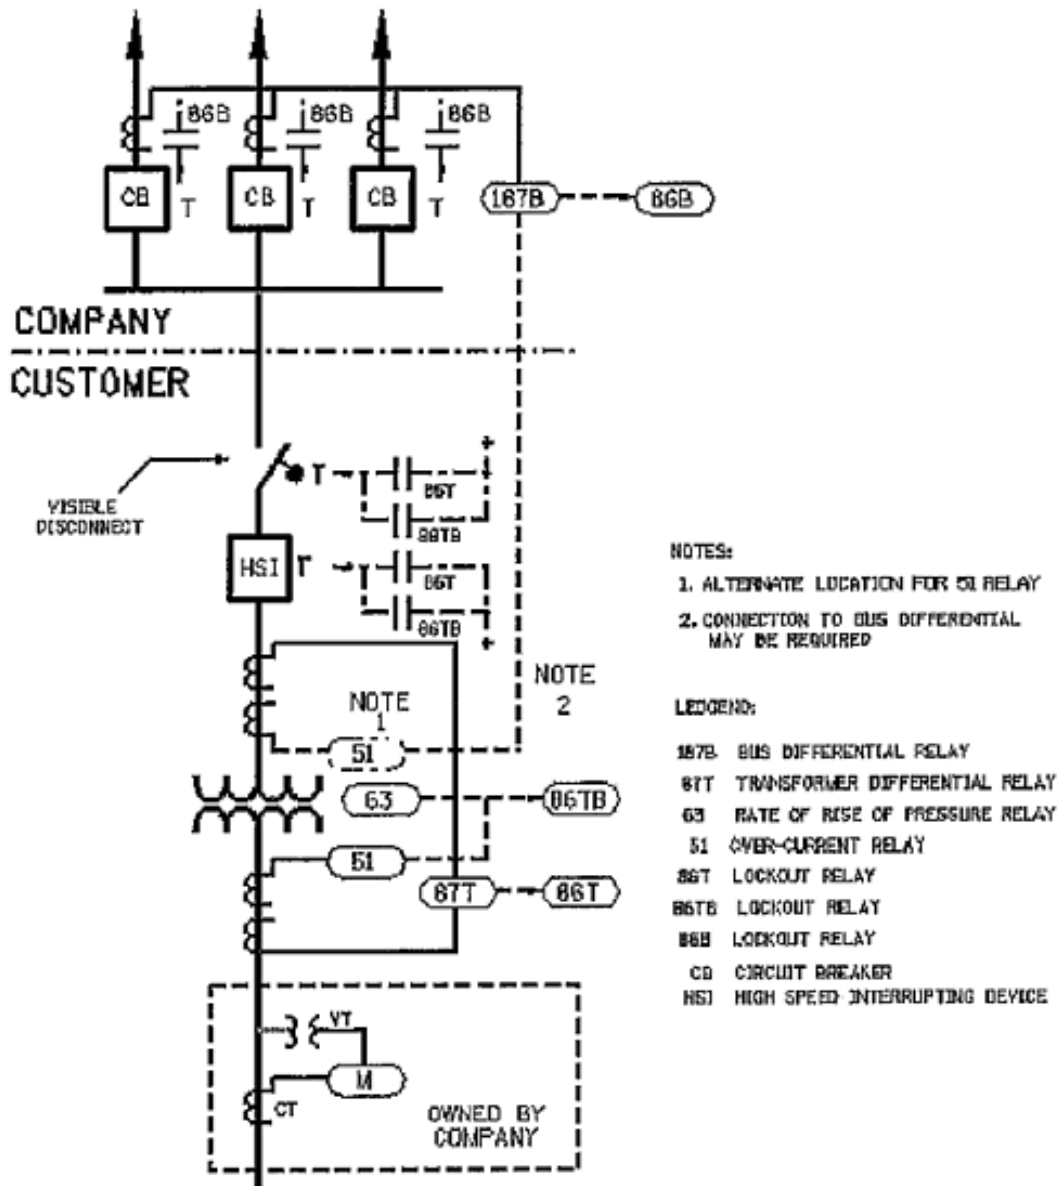 86B 86B 86B
CB T CB T CB T 187B 86B
COMPANY
CUSTOMER
T 86T
VISIBLE
DISCONNECT
86TB
HSI T 86T
86TB
NOTE
1
NOTE
2
51
63 86TB
51
87T 86T
VT
M
CT
OWNED BY
COMPANY
NOTES:
1. ALTERNATE LOCATION FOR 51 RELAY
2. CONNECTION TO BUS DIFFERENTIAL
MAY BE REQUIRED
LEDGEND:
187B BUS DIFFERENTIAL RELAY
87T TRANSFORMER DIFFERENTIAL RELAY
63 RATE OF RISE OF PRESSURE RELAY
51 OVER-CURRENT RELAY
86T LOCKOUT RELAY
86TB LOCKOUT RELAY
86B LOCKOUT RELAY
CB CIRCUIT BREAKER
HSI HIGH SPEED INTERRUPTING DEVICE